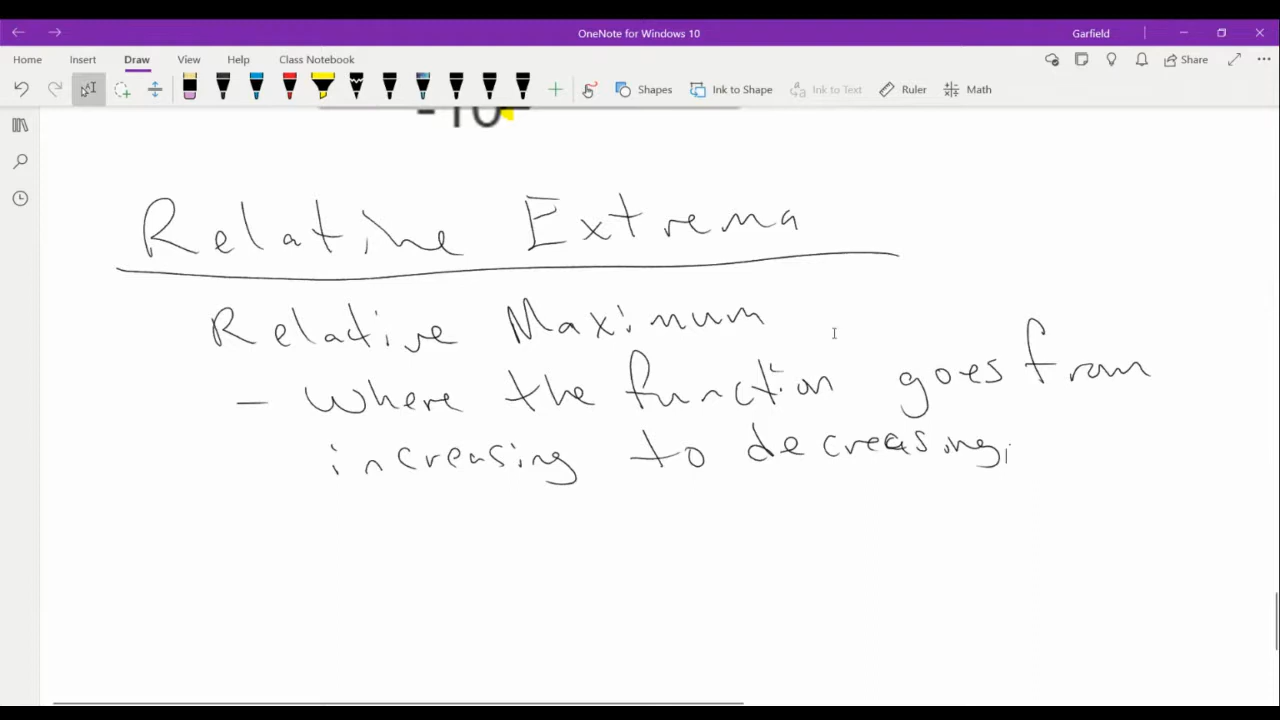 OneNote for Windows 10
Garfield
Home Insert Draw View Help Class Notebook
Share
Shapes Ink to Shape Ink to Text Ruler Math
-10
Relative Extrema
Relative Maximum
- Where the function goes from
increasing to decreasing.